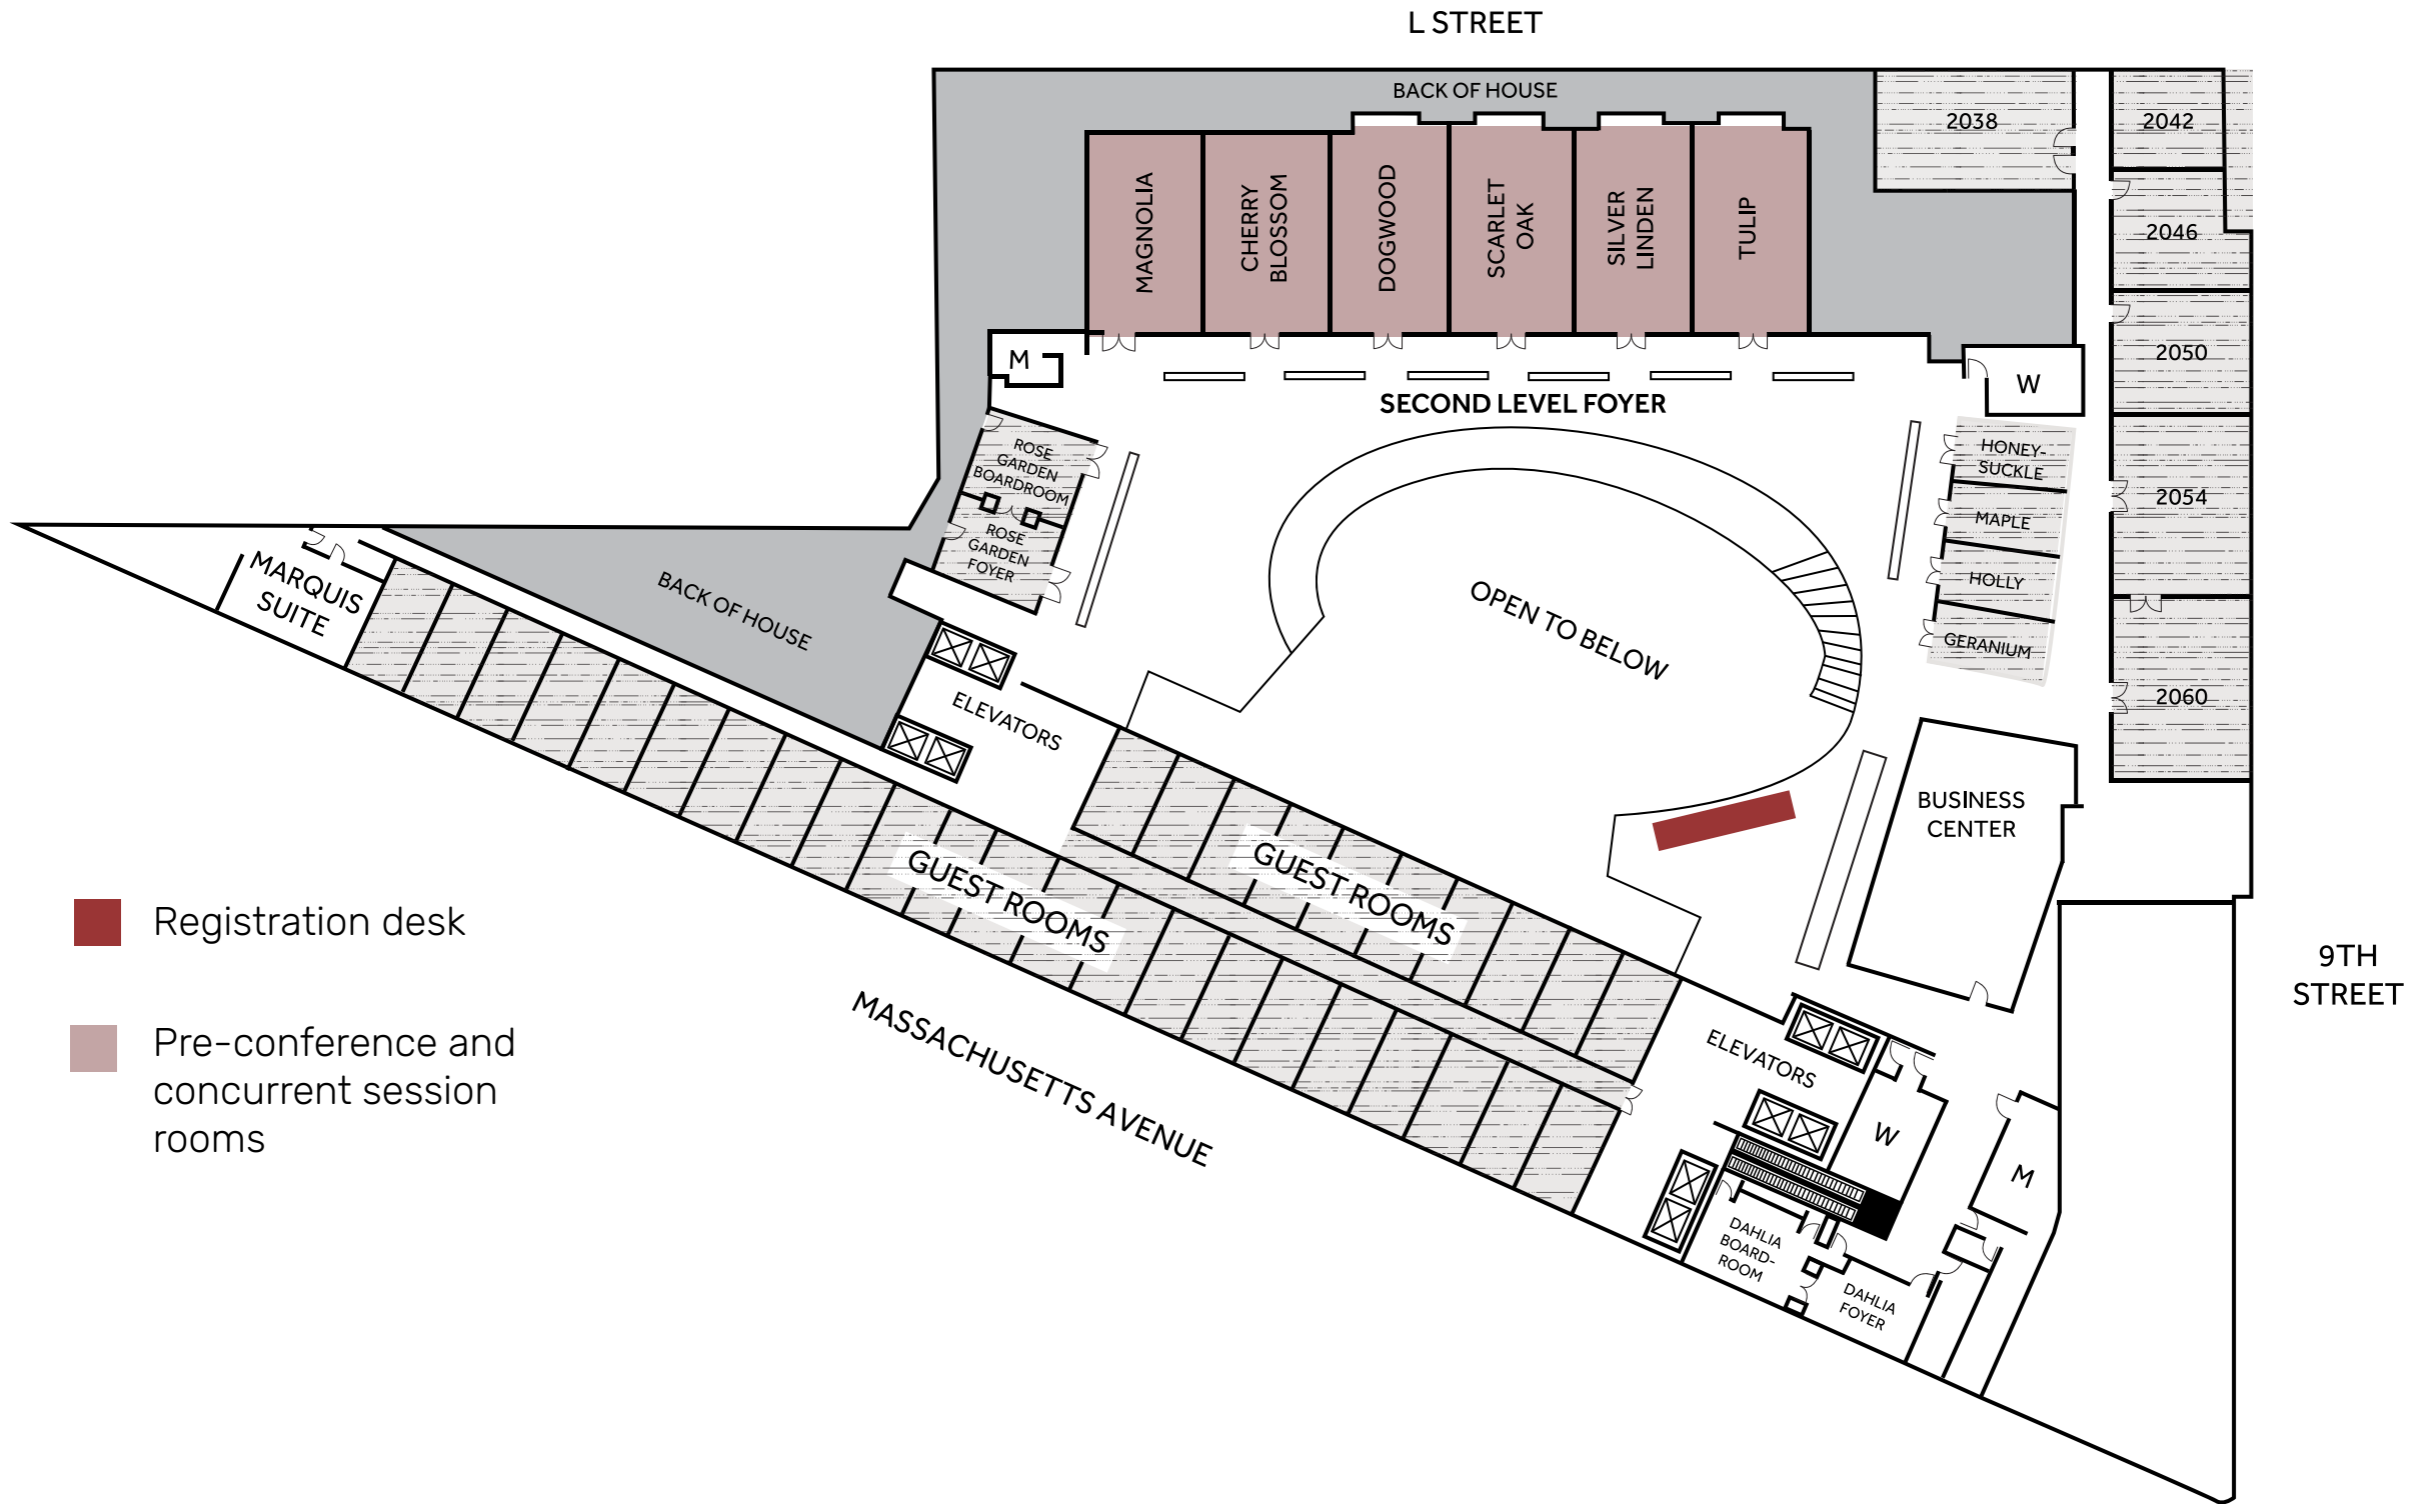 L STREET
BACK OF HOUSE
2038
2042
MAGNOLIA
CHERRY
BLOSSOM
DOGWOOD
SCARLET
OAK
SILVER
LINDEN
TULIP
2046
2050
M
W
SECOND LEVEL FOYER
ROSE
GARDEN
BOARDROOM
HONEY-
SUCKLE
2054
MAPLE
ROSE
GARDEN
FOYER
HOLLY
MARQUIS
SUITE
BACK OF HOUSE
OPEN TO BELOW
GERANIUM
2060
ELEVATORS
BUSINESS
CENTER
GUEST ROOMS
GUEST ROOMS
Registration desk
9TH
STREET
Pre-conference and
concurrent session
rooms
MASSACHUSETTS AVENUE
ELEVATORS
W
M
DAHLIA
BOARD-
ROOM
DAHLIA
FOYER